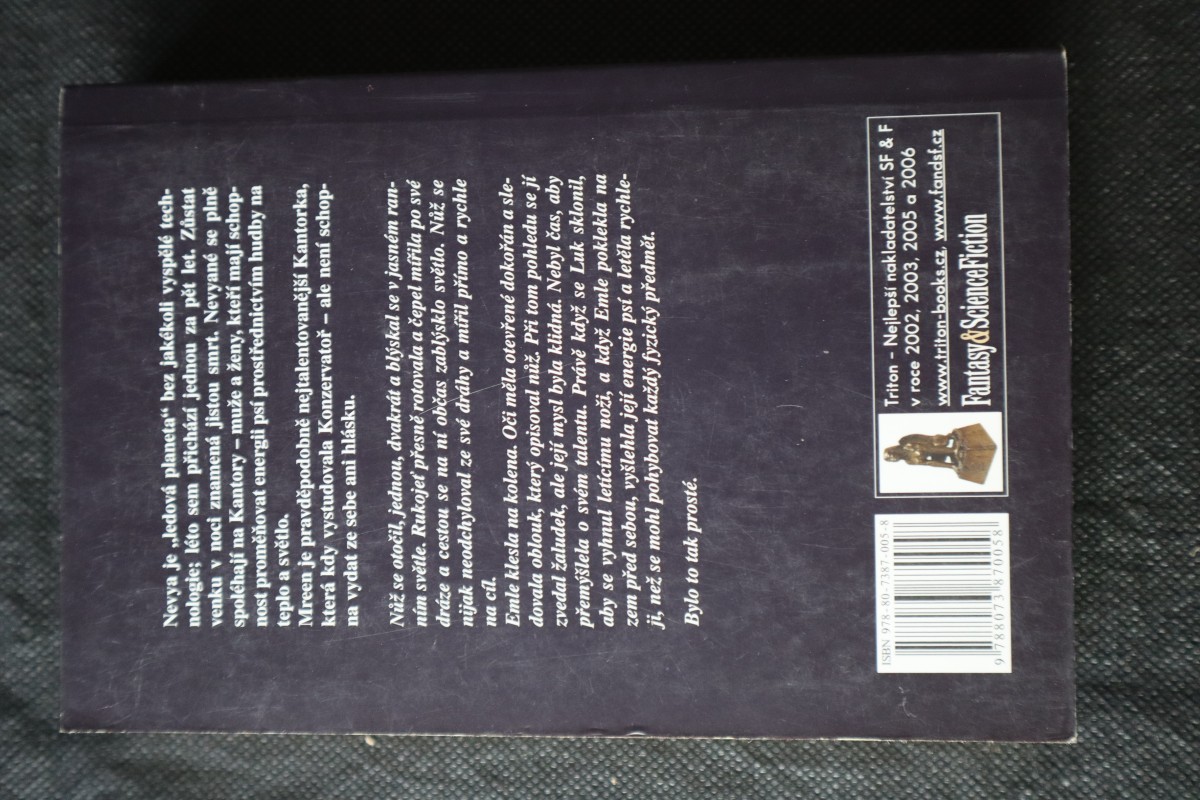 Nevya je „ledová planeta“ bez jakékoli vyspělé tech-
nologie; léto sem přichází jednou za pět let. Zůstat
venku v noci znamená jistou smrt. Nevyané se plně
spoléhají na Kantory – muže a ženy, kteří mají schop-
nost proměňovat energii psí prostřednictvím hudby na
teplo a světlo.
Mreen je pravděpodobně nejtalentovanější Kantorka,
která kdy vystudovala Konzervatoř – ale není schop-
na vydat ze sebe ani hlásku.
Nůž se otočil, jednou, dvakrát a blýskal se v jasném ran-
ním světle. Rukojeť přesně rotovala a čepel mířila po své
dráze a cestou se na ní občas zablýsklo světlo. Nůž se
nijak neodchyloval ze své dráhy a mířil přímo a rychle
na cíl.
Emle klesla na kolena. Oči měla otevřené dokořán a sle-
dovala oblouk, který opisoval nůž. Při tom pohledu se jí
zvedal žaludek, ale její mysl byla klidná. Nebyl čas, aby
přemýšlela o svém talentu. Právě když se Luk sklonil,
aby se vyhnul letícímu noži, a když Emle poklekla na
zem před sebou, vyšlehla její energie psí a letěla rychle-
ji, než se mohl pohybovat každý fyzický předmět.
Bylo to tak prosté.
ISBN 978-80-7387-005-8
9 788073 870058
Triton – Nejlepší nakladatelství SF & F
v roce 2002, 2003, 2005 a 2006
www.triton-books.cz, www.fandsf.cz
Fantasy&ScienceFiction